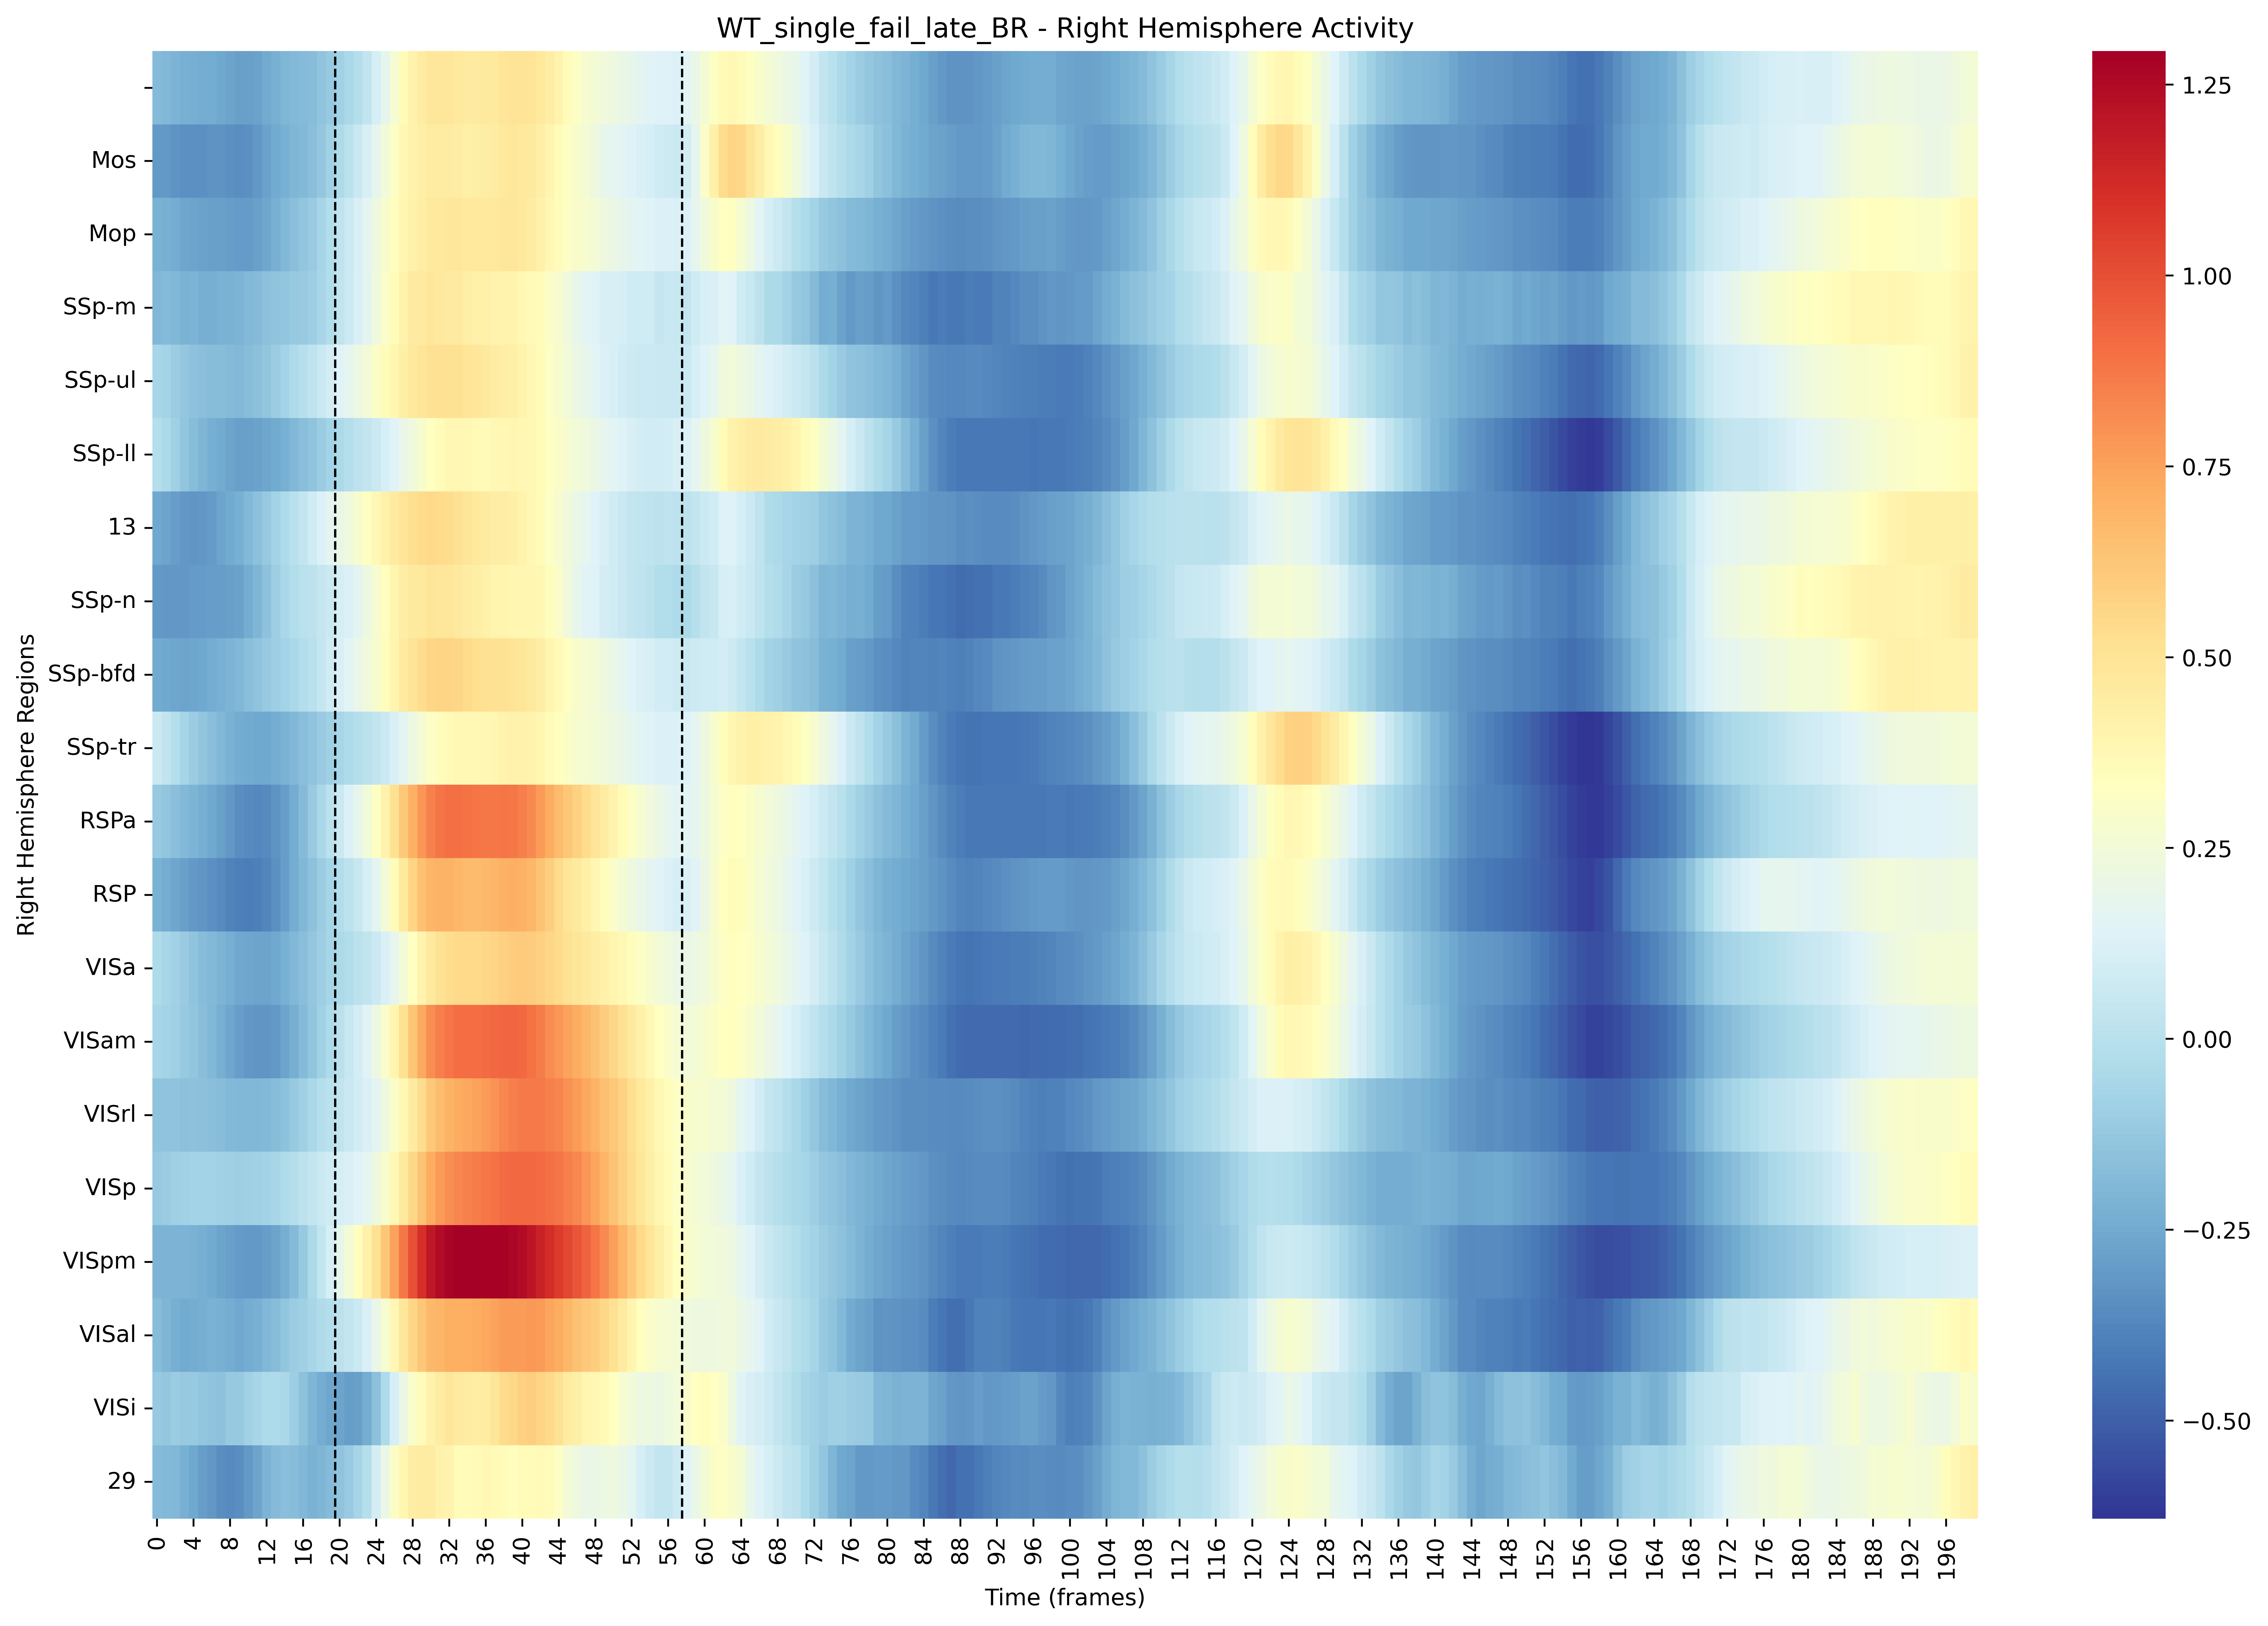 WT_single_fail_late_BR - Right Hemisphere Activity
Right Hemisphere Regions
Mos
Mop
SSp-m
SSp-ul
SSp-ll
13
SSp-n
SSp-bfd
SSp-tr
RSPa
RSP
VISa
VISam
VISrl
VISp
VISpm
VISal
VISi
29
0 4 8 12 16 20 24 28 32 36 40 44 48 52 56 60 64 68 72 76 80 84 88 92 96 100 104 108 112 116 120 124 128 132 136 140 144 148 152 156 160 164 168 172 176 180 184 188 192 196
Time (frames)
1.25
1.00
0.75
0.50
0.25
0.00
−0.25
−0.50